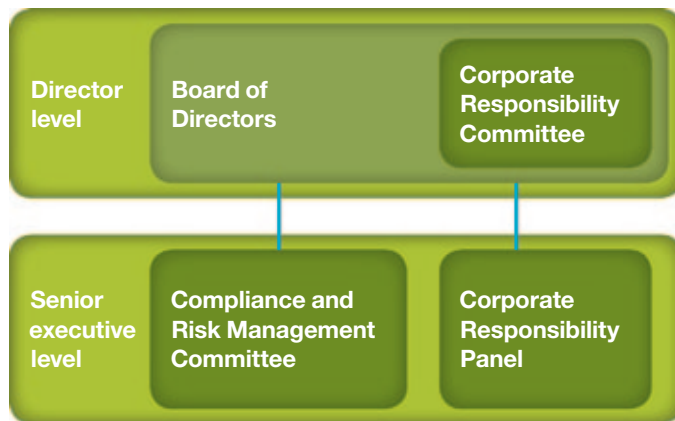 Director
level
Board of
Directors
Corporate
Responsibility
Committee
Senior
executive
level
Compliance and
Risk Management
Committee
Corporate
Responsibility
Panel